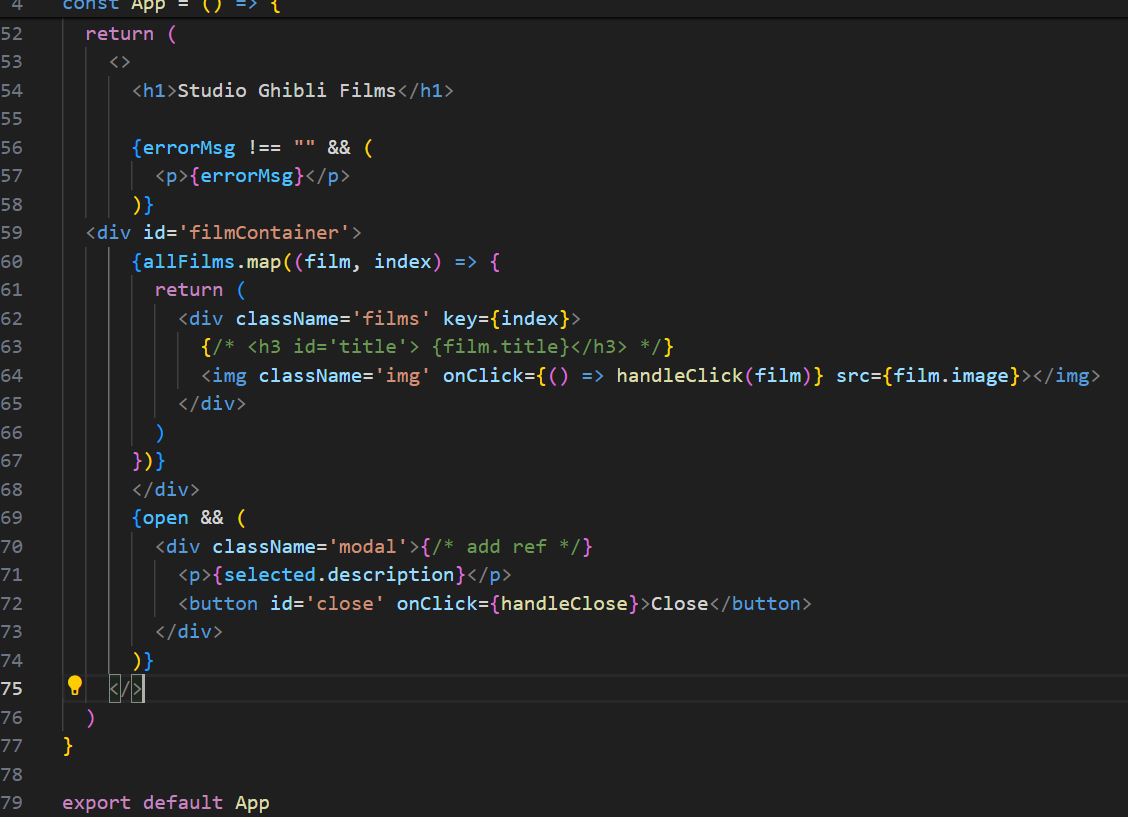 4 const App = () => {
52 return (
53 <>
54 <h1>Studio Ghibli Films</h1>
55
56 {errorMsg !== "" && (
57 <p>{errorMsg}</p>
58 )}
59 <div id='filmContainer'>
60 {allFilms.map((film, index) => {
61 return (
62 <div className='films' key={index}>
63 {/* <h3 id='title'> {film.title}</h3> */}
64 <img className='img' onClick={() => handleClick(film)} src={film.image}></img>
65 </div>
66 )
67 })}
68 </div>
69 {open && (
70 <div className='modal'>{/* add ref */}
71 <p>{selected.description}</p>
72 <button id='close' onClick={handleClose}>Close</button>
73 </div>
74 )}
75 </>
76 )
77 }
78
79 export default App